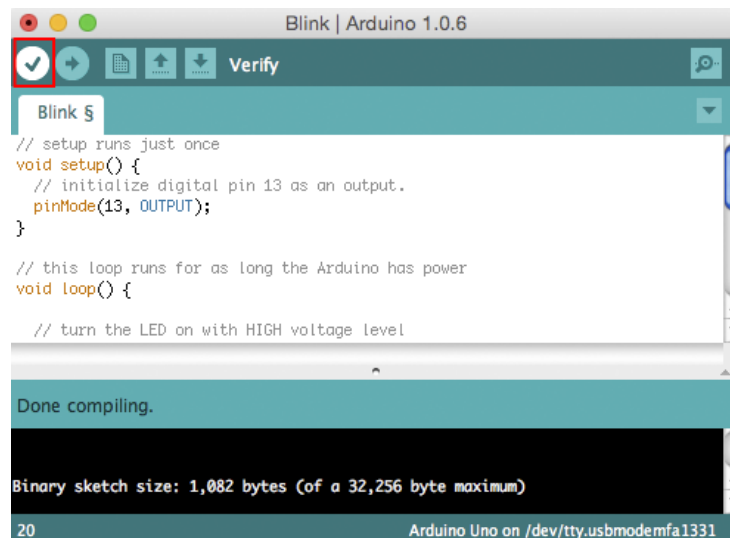 Blink | Arduino 1.0.6
Verify
Blink §
// setup runs just once
void setup() {
  // initialize digital pin 13 as an output.
  pinMode(13, OUTPUT);
}
// this loop runs for as long the Arduino has power
void loop() {
  // turn the LED on with HIGH voltage level
Done compiling.
Binary sketch size: 1,082 bytes (of a 32,256 byte maximum)
20 Arduino Uno on /dev/tty.usbmodemfa1331